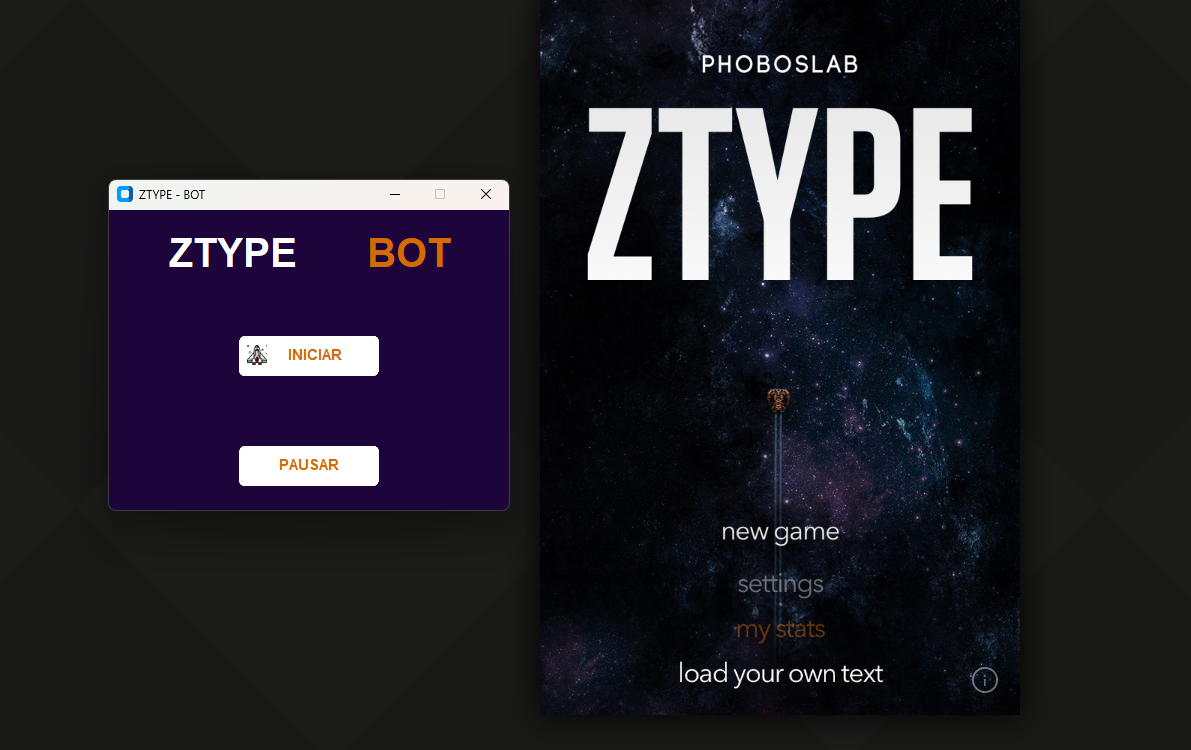 ZTYPE - BOT
ZTYPE BOT
INICIAR
PAUSAR
PHOBOSLAB
ZTYPE
new game
settings
my stats
load your own text
i